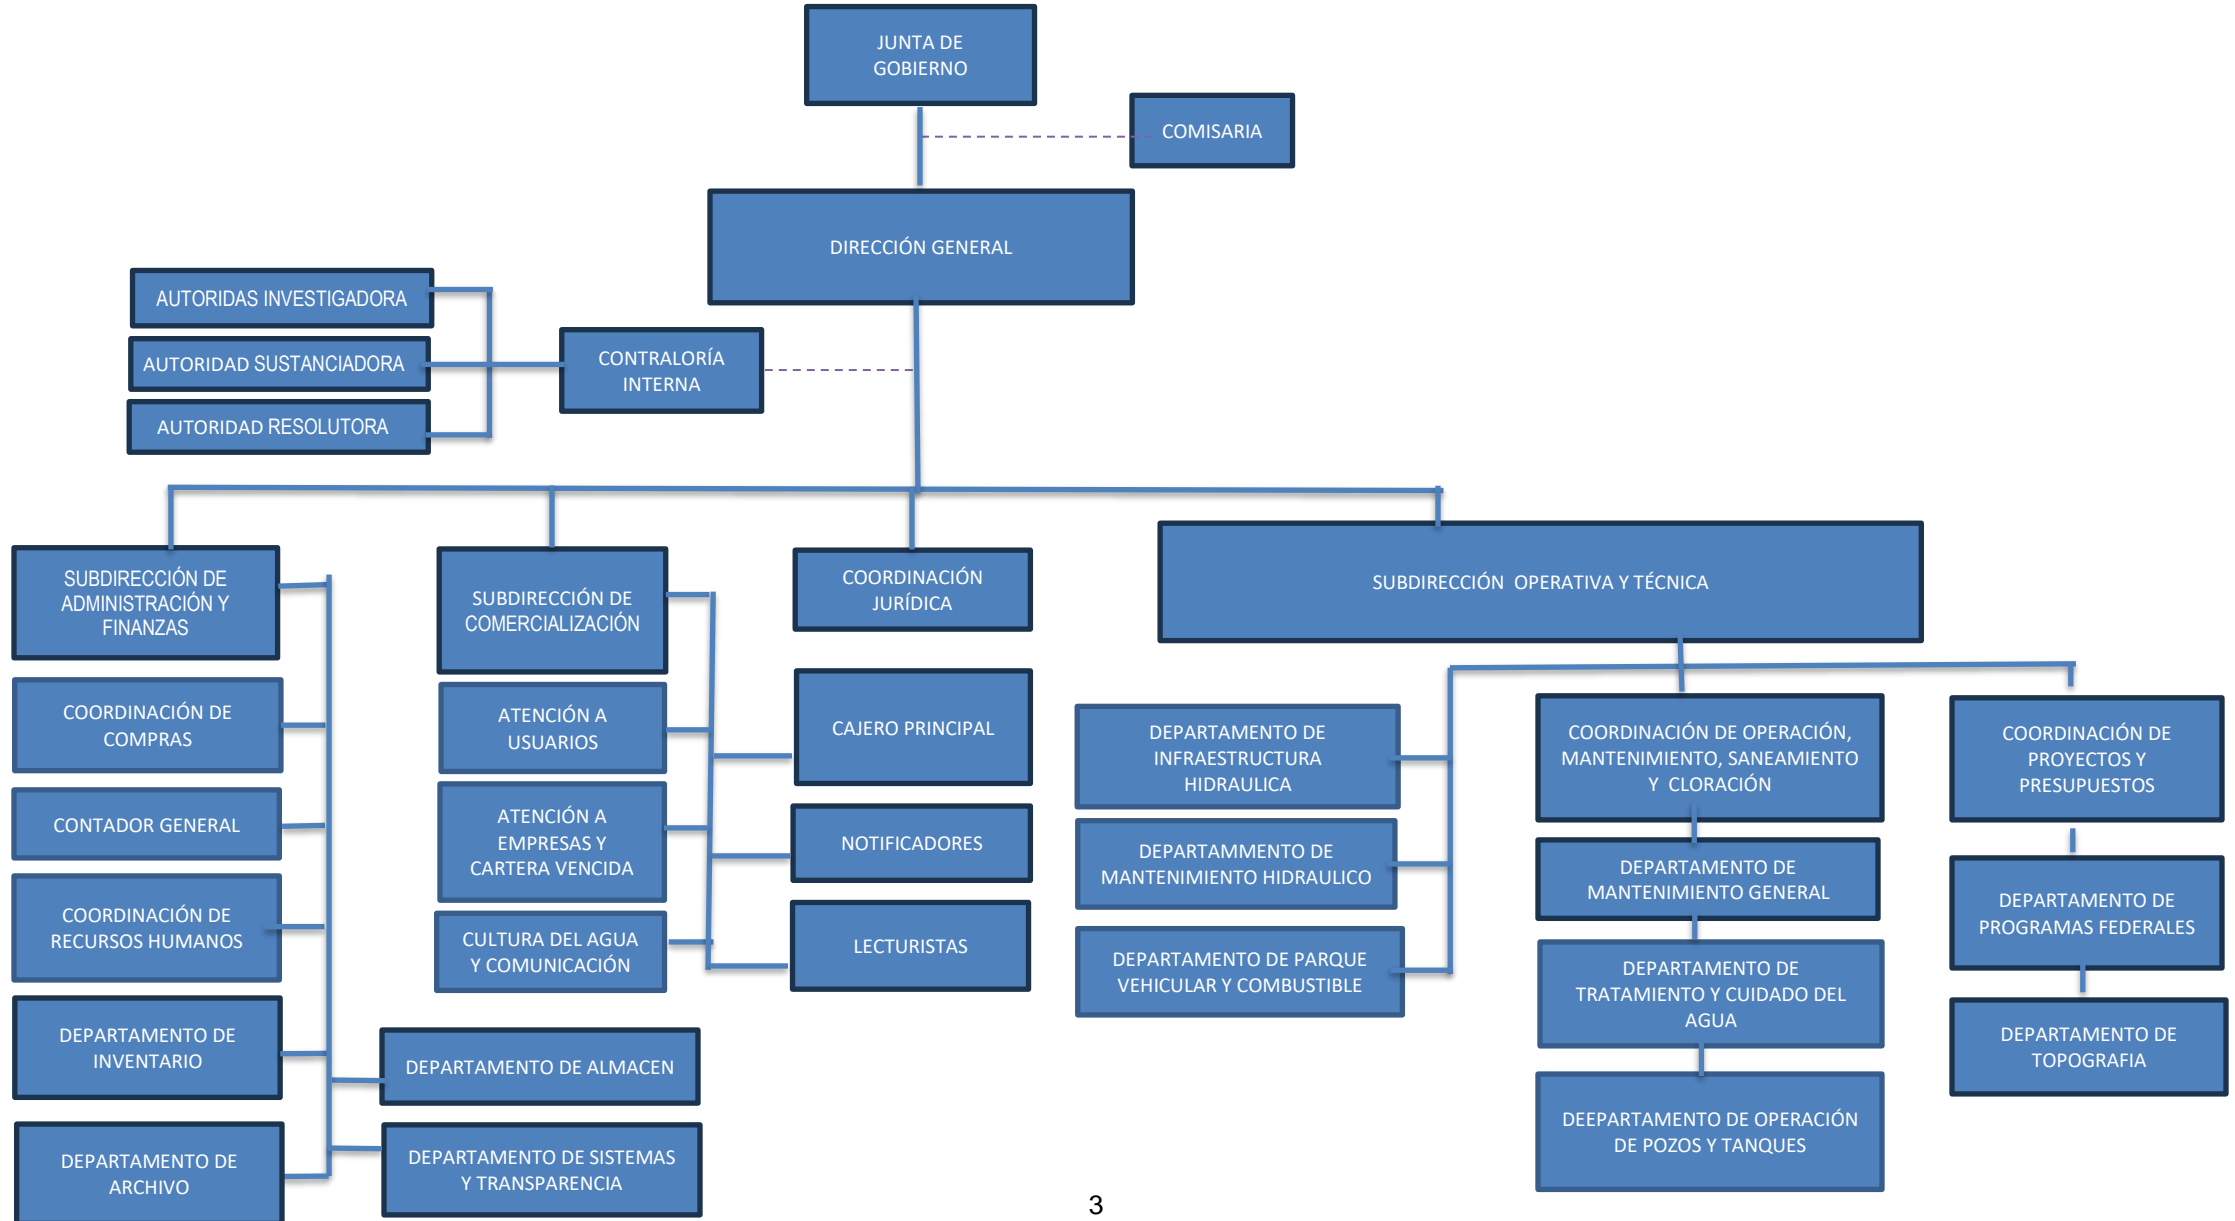 JUNTA DE
GOBIERNO
COMISARIA
DIRECCIÓN GENERAL
AUTORIDAS INVESTIGADORA
AUTORIDAD SUSTANCIADORA
AUTORIDAD RESOLUTORA
CONTRALORÍA
INTERNA
SUBDIRECCIÓN DE
ADMINISTRACIÓN Y
FINANZAS
COORDINACIÓN DE
COMPRAS
CONTADOR GENERAL
COORDINACIÓN DE
RECURSOS HUMANOS
DEPARTAMENTO DE
INVENTARIO
DEPARTAMENTO DE
ARCHIVO
DEPARTAMENTO DE ALMACEN
DEPARTAMENTO DE SISTEMAS
Y TRANSPARENCIA
SUBDIRECCIÓN DE
COMERCIALIZACIÓN
ATENCIÓN A
USUARIOS
ATENCIÓN A
EMPRESAS Y
CARTERA VENCIDA
CULTURA DEL AGUA
Y COMUNICACIÓN
COORDINACIÓN
JURÍDICA
CAJERO PRINCIPAL
NOTIFICADORES
LECTURISTAS
SUBDIRECCIÓN  OPERATIVA Y TÉCNICA
DEPARTAMENTO DE
INFRAESTRUCTURA
HIDRAULICA
DEPARTAMMENTO DE
MANTENIMIENTO HIDRAULICO
DEPARTAMENTO DE PARQUE
VEHICULAR Y COMBUSTIBLE
COORDINACIÓN DE OPERACIÓN,
MANTENIMIENTO, SANEAMIENTO
Y  CLORACIÓN
DEPARTAMENTO DE
MANTENIMIENTO GENERAL
DEPARTAMENTO DE
TRATAMIENTO Y CUIDADO DEL
AGUA
DEEPARTAMENTO DE OPERACIÓN
DE POZOS Y TANQUES
COORDINACIÓN DE
PROYECTOS Y
PRESUPUESTOS
DEPARTAMENTO DE
PROGRAMAS FEDERALES
DEPARTAMENTO DE
TOPOGRAFIA
3